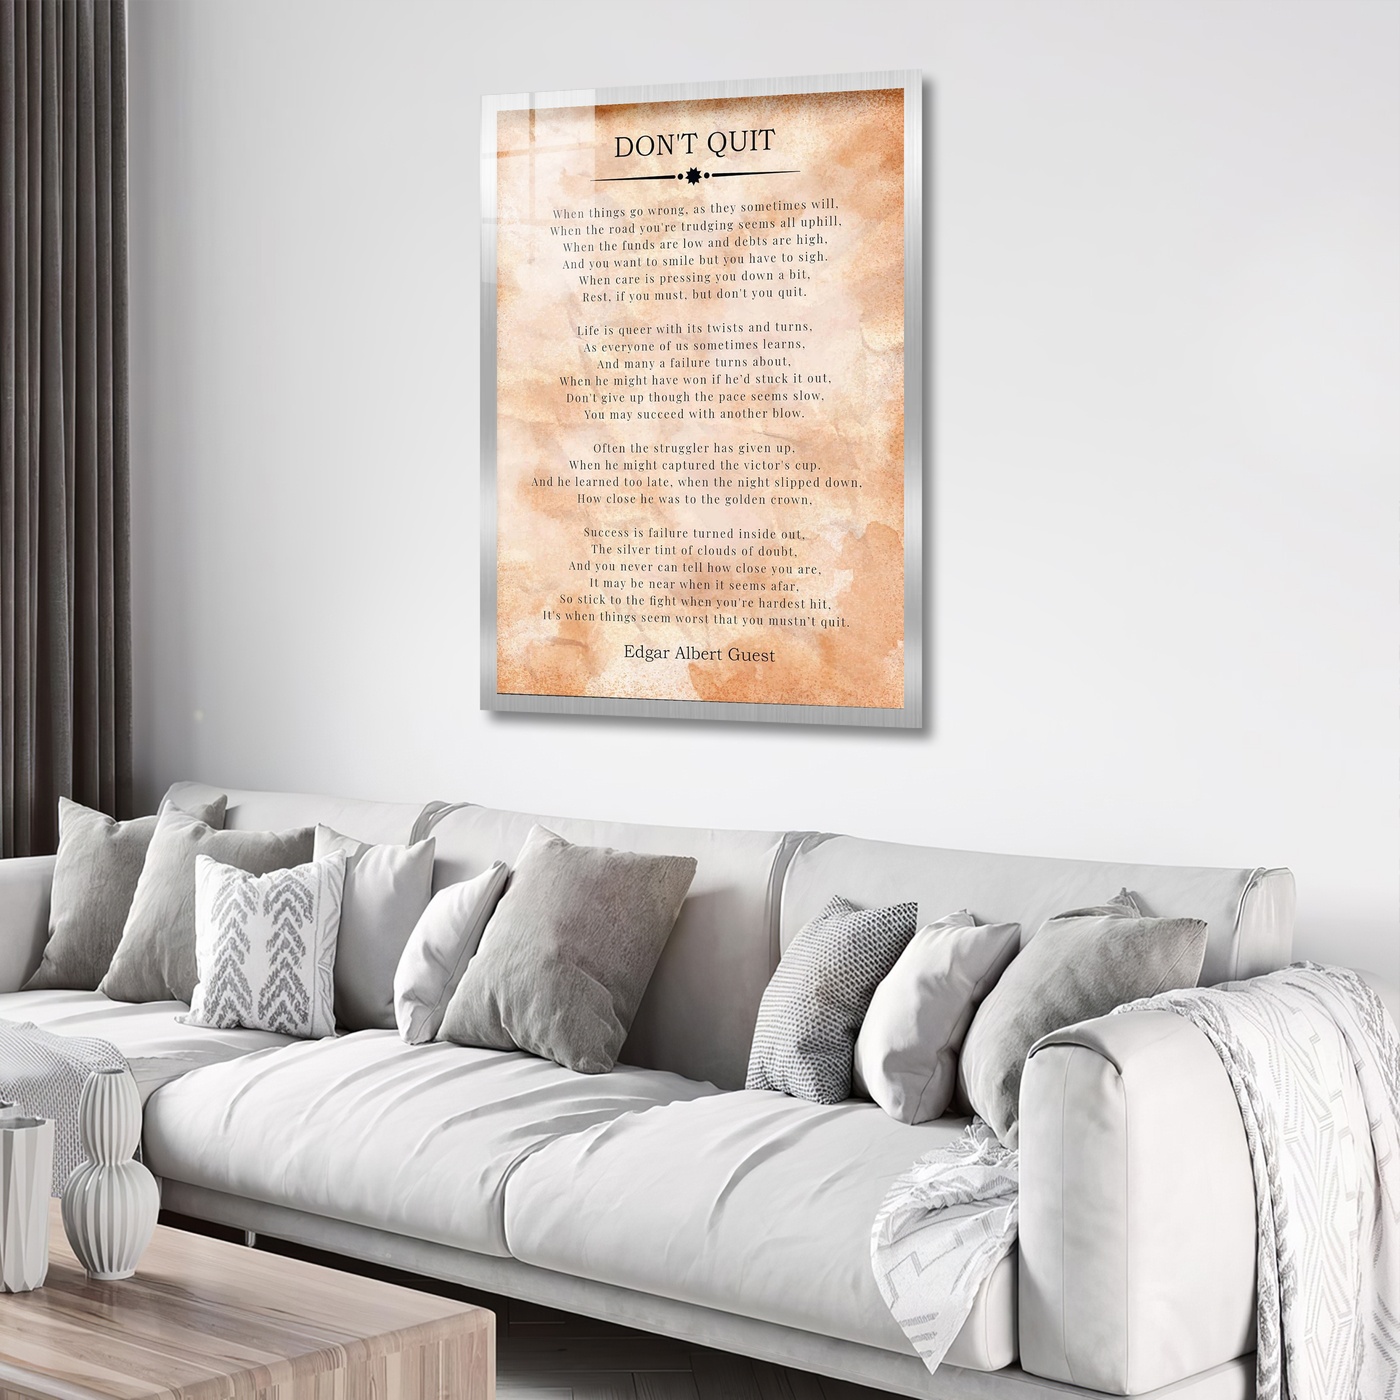 DON'T QUIT
When things go wrong, as they sometimes will,
When the road you're trudging seems all uphill,
When the funds are low and debts are high,
And you want to smile but you have to sigh.
When care is pressing you down a bit,
Rest, if you must, but don't you quit.
Life is queer with its twists and turns,
As everyone of us sometimes learns,
And many a failure turns about,
When he might have won if he'd stuck it out,
Don't give up though the pace seems slow,
You may succeed with another blow.
Often the struggler has given up,
When he might captured the victor's cup.
And he learned too late, when the night slipped down,
How close he was to the golden crown,
Success is failure turned inside out,
The silver tint of clouds of doubt,
And you never can tell how close you are,
It may be near when it seems afar,
So stick to the fight when you're hardest hit,
It's when things seem worst that you mustn't quit.
Edgar Albert Guest